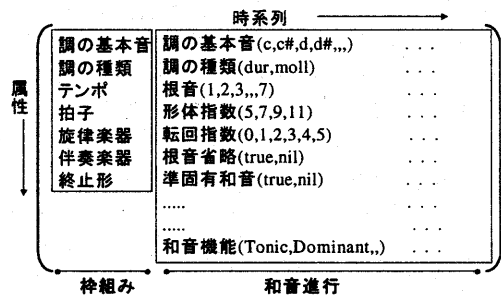 時系列
属性
調の基本音
調の種類
テンポ
拍子
旋律楽器
伴奏楽器
終止形
調の基本音(c,c#,d,d#,,,) ...
調の種類(dur,moll) ...
根音(1,2,3,,,7) ...
形体指数(5,7,9,11) ...
転回指数(0,1,2,3,4,5) ...
根音省略(true,nil) ...
準固有和音(true,nil) ...
.....
.....
和音機能(Tonic,Dominant,,) ...
枠組み
和音進行